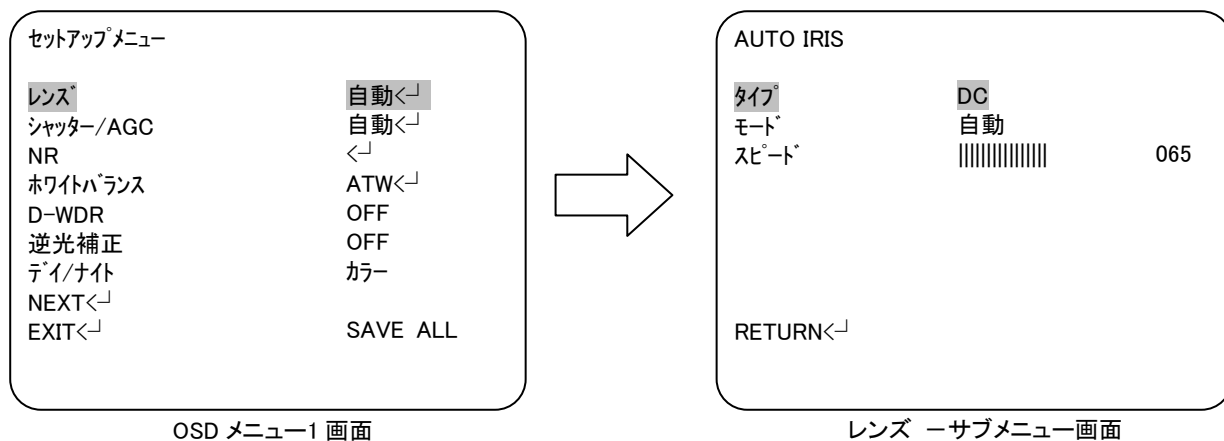 ｾｯﾄｱｯﾌﾟﾒﾆｭｰ
ﾚﾝｽﾞ 自動<┘
ｼｬｯﾀｰ/AGC 自動<┘
NR <┘
ﾎﾜｲﾄﾊﾞﾗﾝｽ ATW<┘
D-WDR OFF
逆光補正 OFF
ﾃﾞｲ/ﾅｲﾄ ｶﾗｰ
NEXT<┘
EXIT<┘ SAVE ALL
OSD メニュー1 画面
AUTO IRIS
ﾀｲﾌﾟ DC
ﾓｰﾄﾞ 自動
ｽﾋﾟｰﾄﾞ |||||||||||||||| 065
RETURN<┘
レンズ －サブメニュー画面